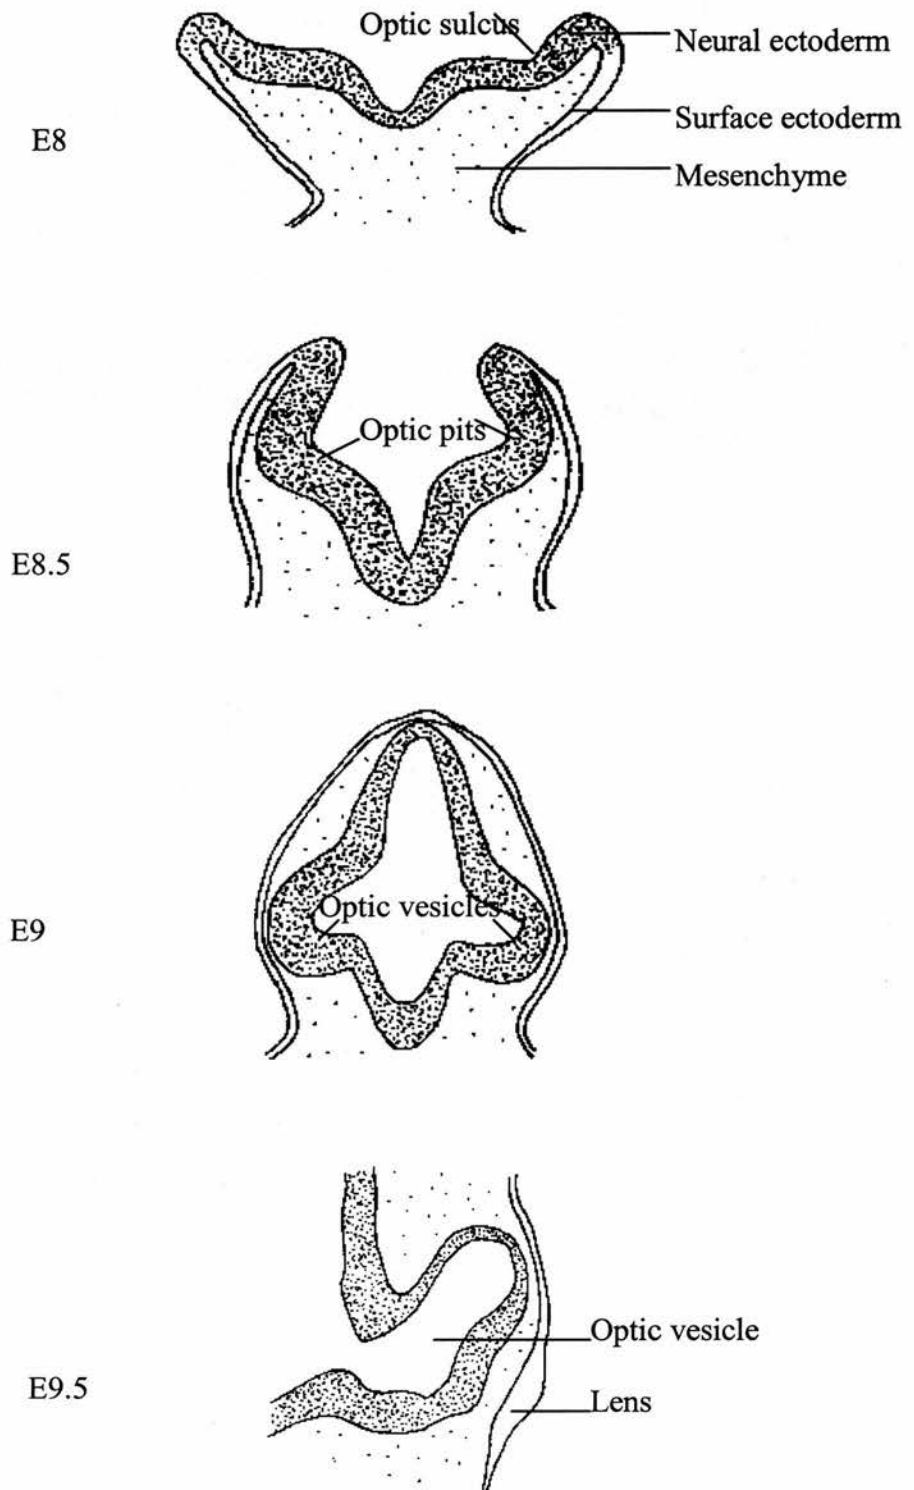 Optic sulcus
Neural ectoderm
Surface ectoderm
E8
Mesenchyme
Optic pits
E8.5
Optic vesicles
E9
Optic vesicle
E9.5
Lens